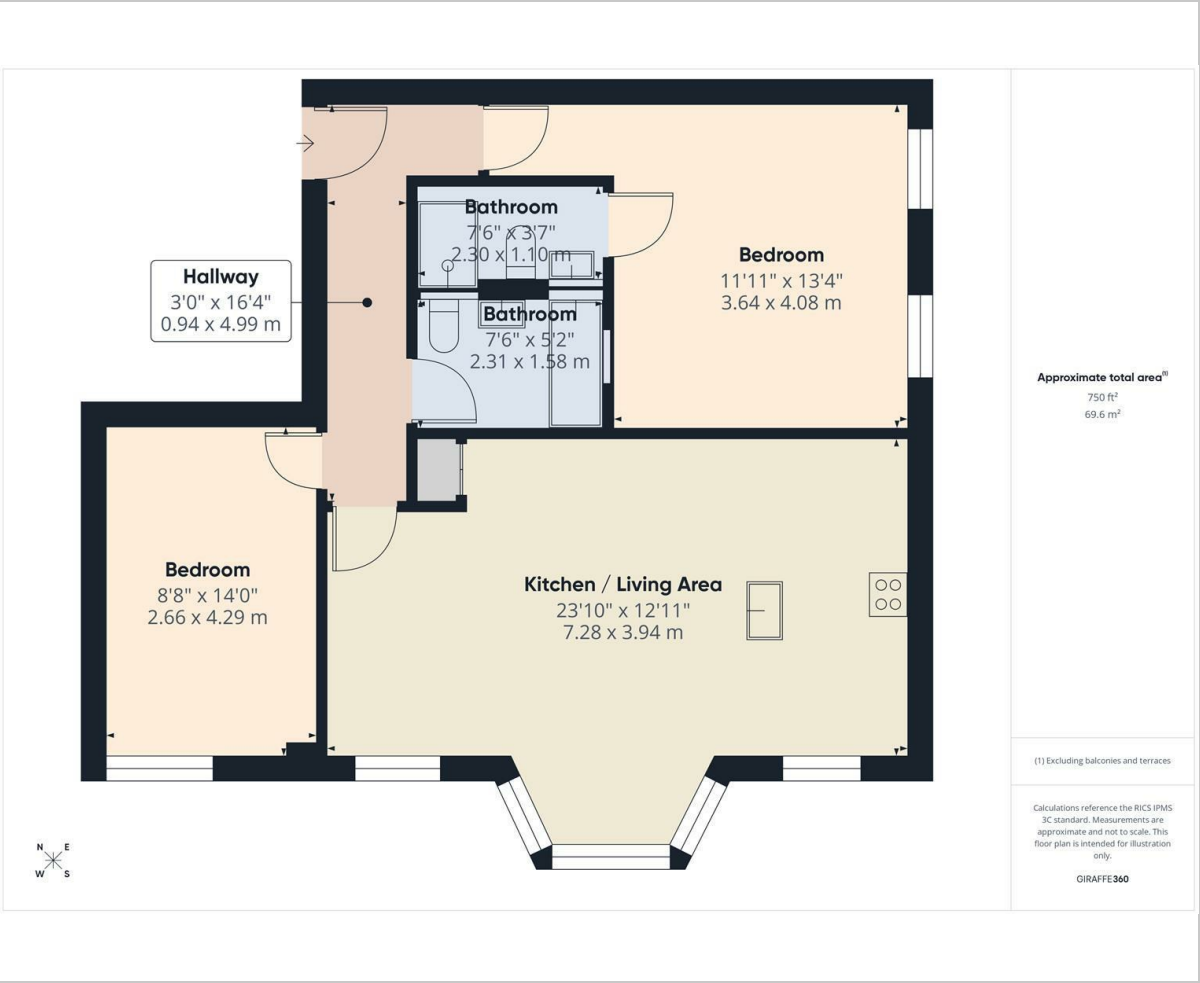 Bathroom
7'6" x 3'7"
2.30 x 1.10 m
Bedroom
11'11" x 13'4"
3.64 x 4.08 m
Hallway
3'0" x 16'4"
0.94 x 4.99 m
Bathroom
7'6" x 5'2"
2.31 x 1.58 m
Bedroom
8'8" x 14'0"
2.66 x 4.29 m
Kitchen / Living Area
23'10" x 12'11"
7.28 x 3.94 m
N E
W S
Approximate total area(1)
750 ft²
69.6 m²
(1) Excluding balconies and terraces
Calculations reference the RICS IPMS
3C standard. Measurements are
approximate and not to scale. This
floor plan is intended for illustration
only.
GIRAFFE360